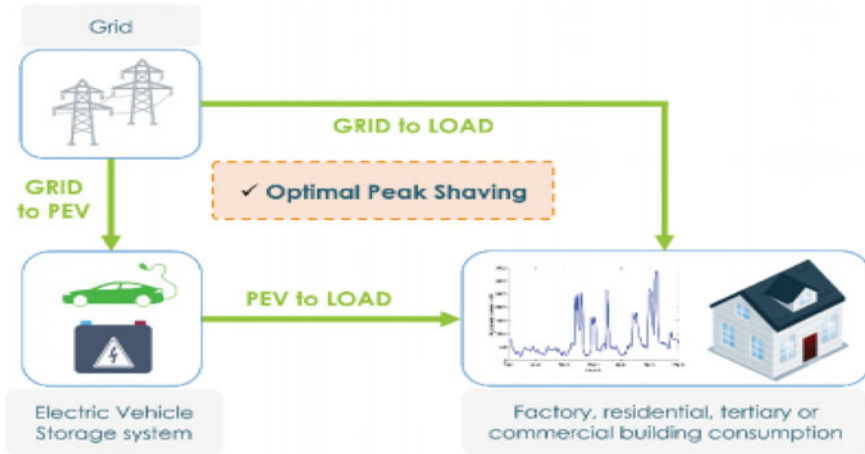 Grid
GRID to LOAD
GRID
to PEV
✓ Optimal Peak Shaving
PEV to LOAD
Electric Vehicle
Storage system
Factory, residential, tertiary or
commercial building consumption